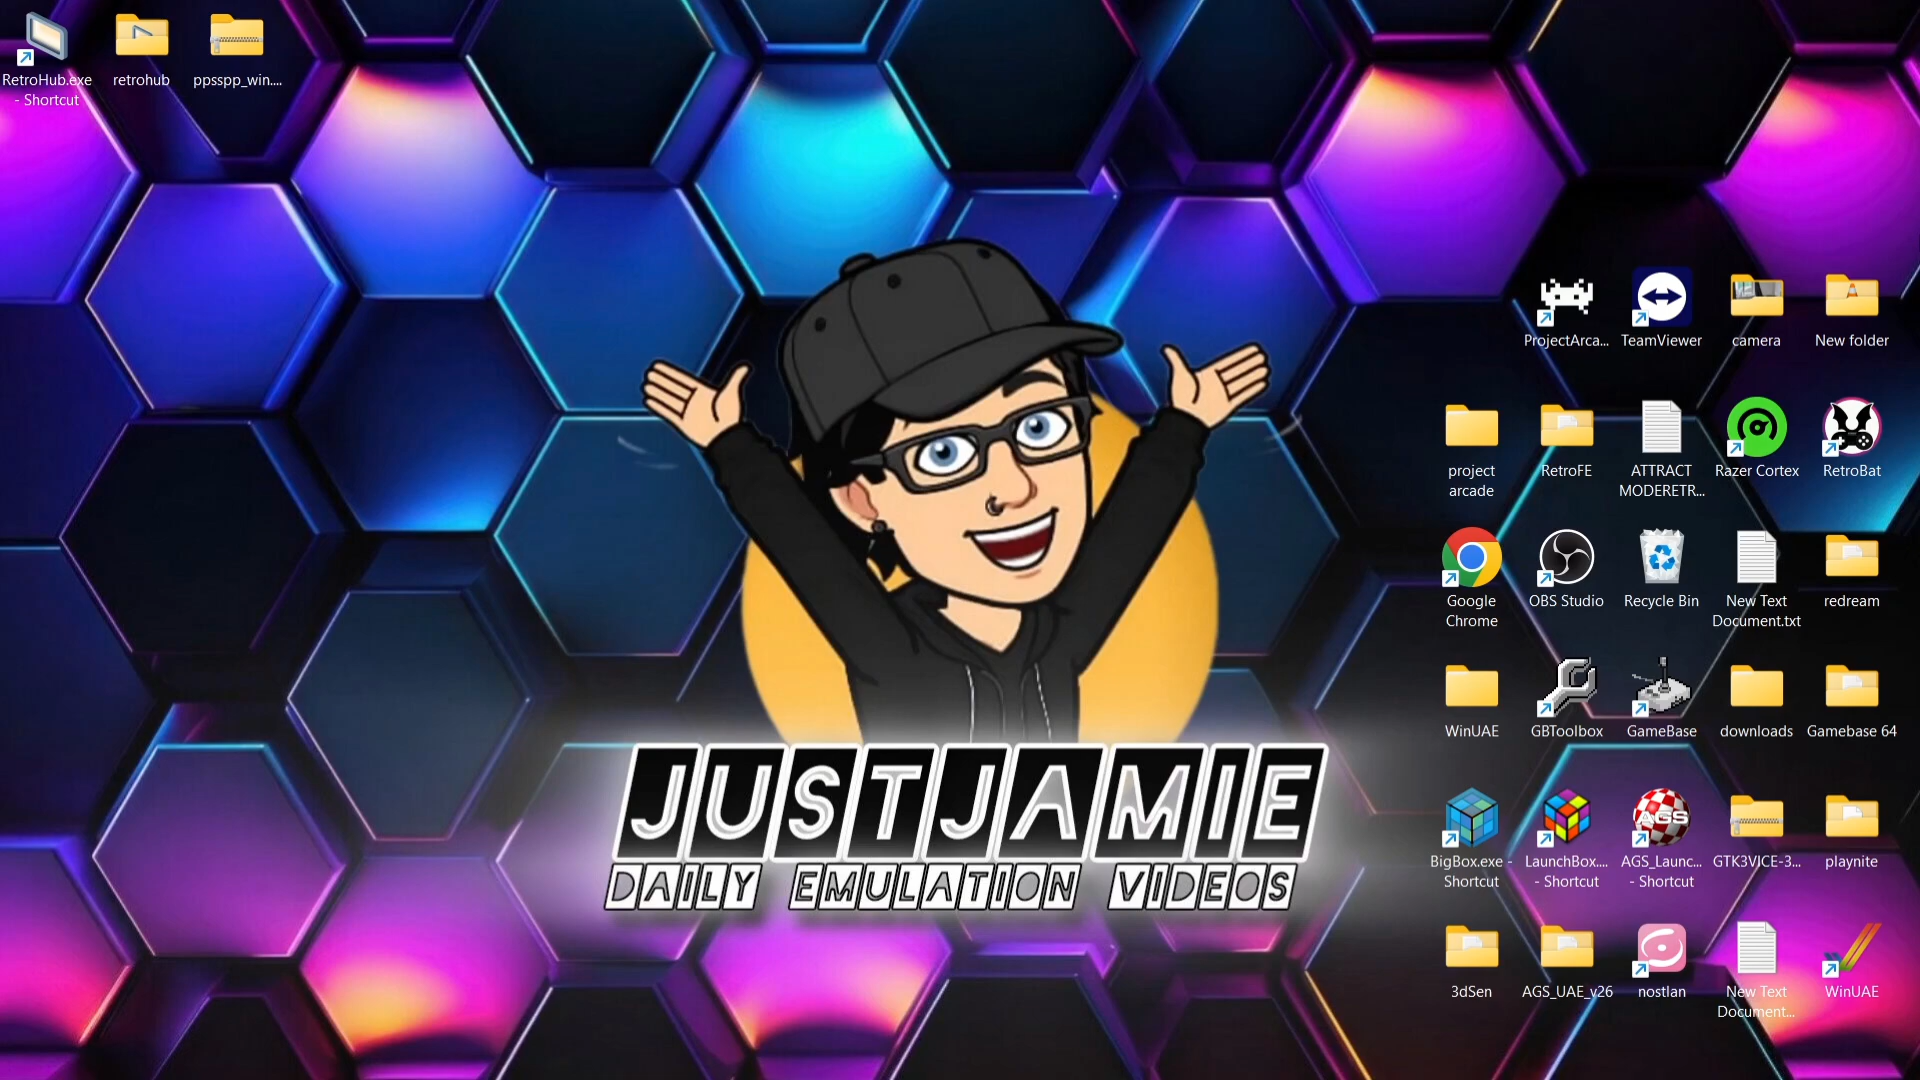 RetroHub.exe
- Shortcut
retrohub
ppsspp_win....
ProjectArca...
TeamViewer
camera
New folder
project
arcade
RetroFE
ATTRACT
MODERETR...
Razer Cortex
RetroBat
Google
Chrome
OBS Studio
Recycle Bin
New Text
Document.txt
redream
WinUAE
GBToolbox
GameBase
downloads
Gamebase 64
JUSTJAMIE
DAILY EMULATION VIDEOS
BigBox.exe -
Shortcut
LaunchBox....
- Shortcut
AGS
AGS_Launc...
- Shortcut
GTK3VICE-3...
playnite
3dSen
AGS_UAE_v26
nostlan
New Text
Document...
WinUAE